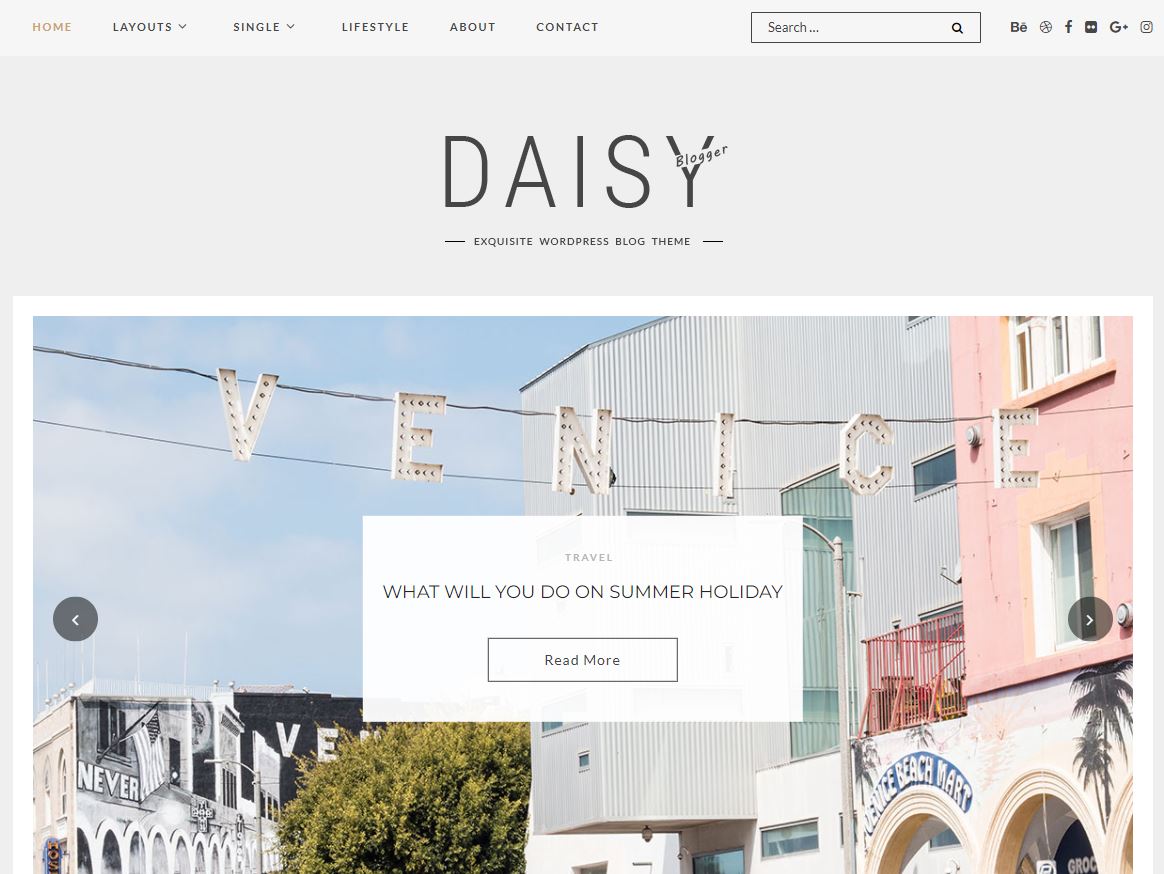 HOME LAYOUTS SINGLE LIFESTYLE ABOUT CONTACT Search ... Bē
DAISY
Blogger
EXQUISITE WORDPRESS BLOG THEME
VENICE
TRAVEL
WHAT WILL YOU DO ON SUMMER HOLIDAY
Read More
NEVER
VENICE BEACH MART
GROC